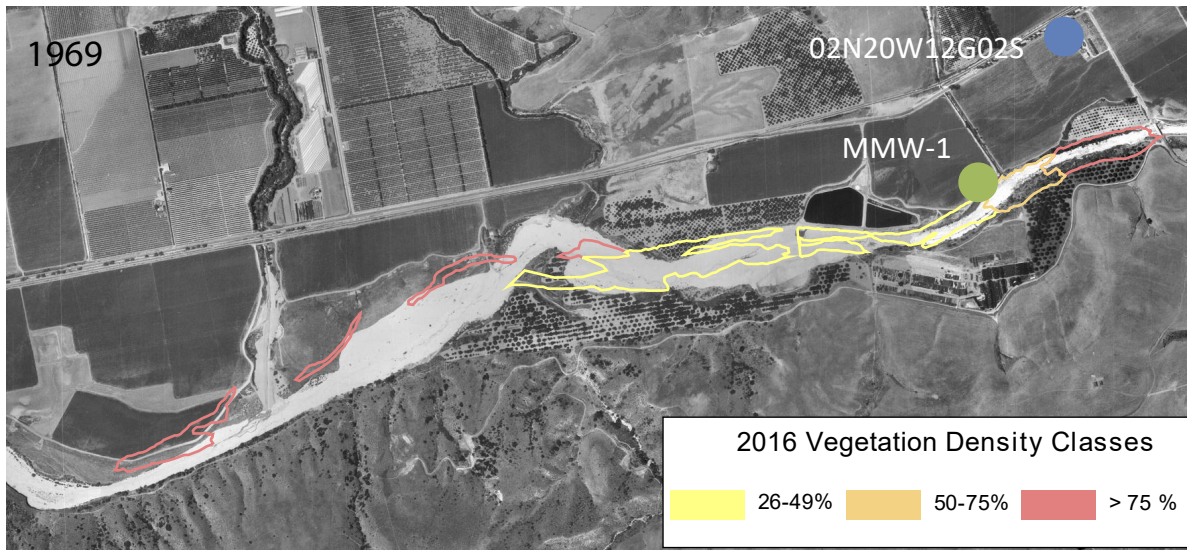 1969
02N20W12G02S
MMW-1
2016 Vegetation Density Classes
26-49%
50-75%
> 75 %